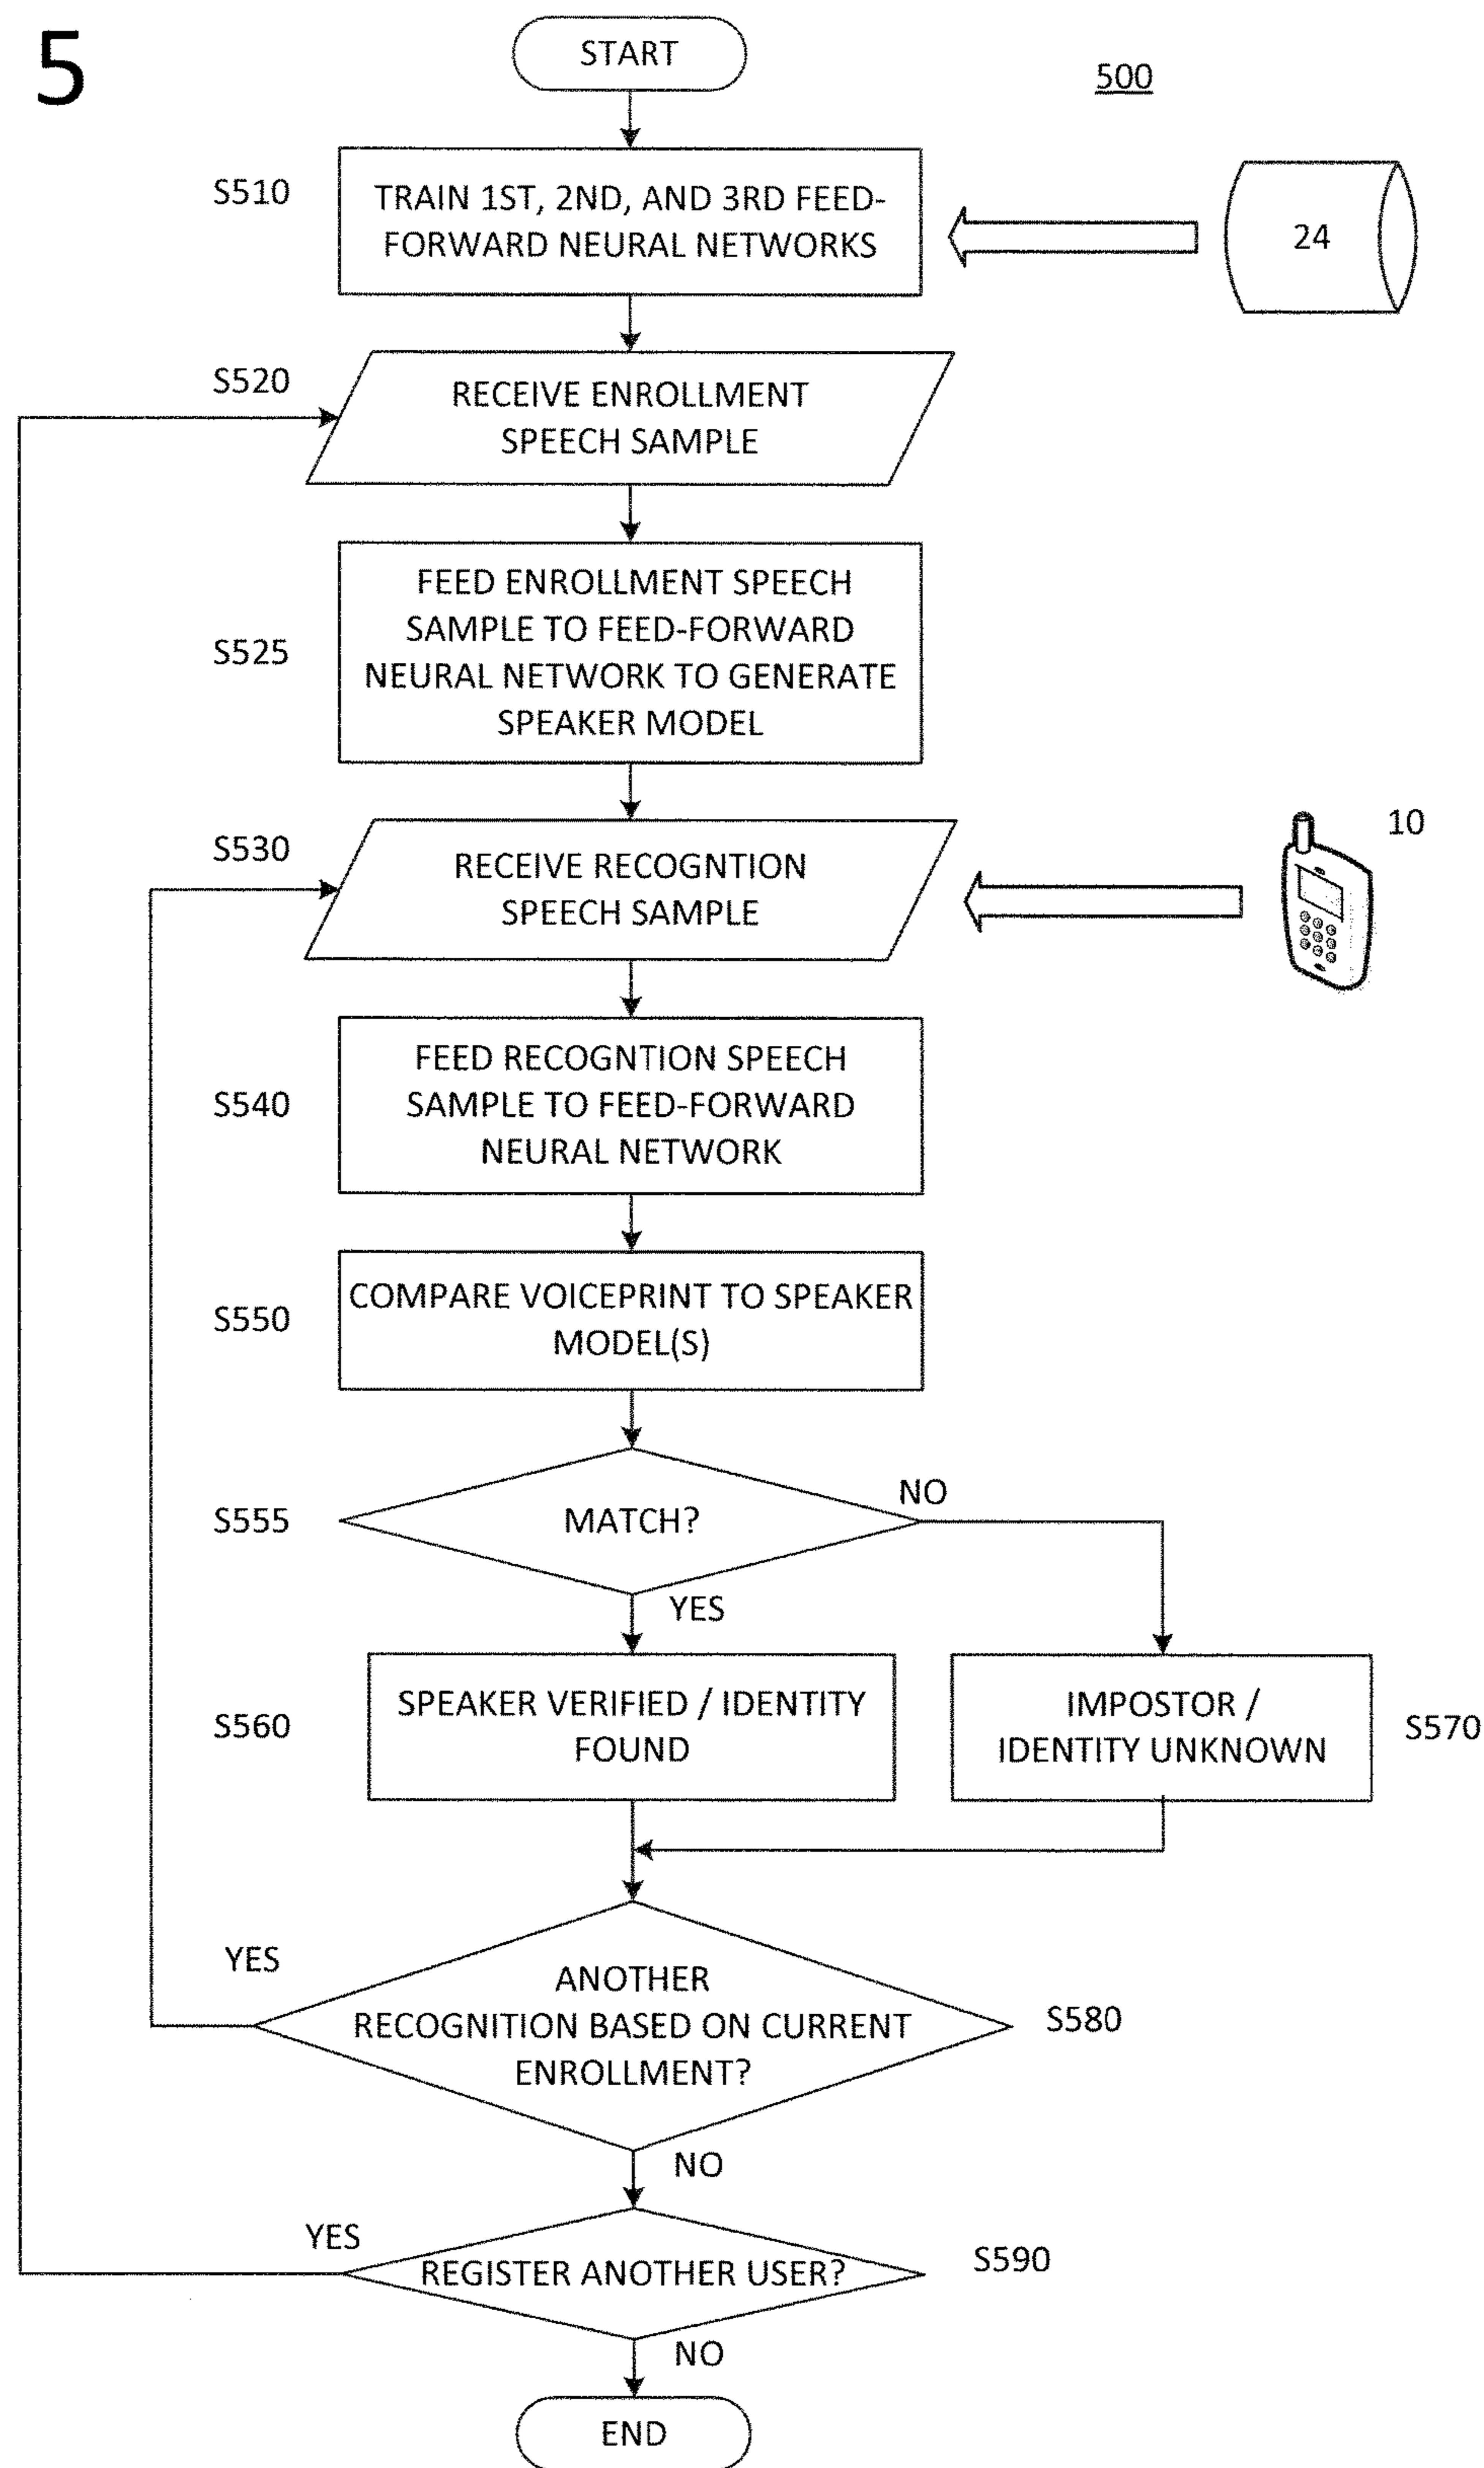 5
START
500
S510
TRAIN 1ST, 2ND, AND 3RD FEED-
FORWARD NEURAL NETWORKS
24
S520
RECEIVE ENROLLMENT
SPEECH SAMPLE
S525
FEED ENROLLMENT SPEECH
SAMPLE TO FEED-FORWARD
NEURAL NETWORK TO GENERATE
SPEAKER MODEL
S530
RECEIVE RECOGNTION
SPEECH SAMPLE
10
S540
FEED RECOGNTION SPEECH
SAMPLE TO FEED-FORWARD
NEURAL NETWORK
S550
COMPARE VOICEPRINT TO SPEAKER
MODEL(S)
S555
MATCH?
NO
YES
S560
SPEAKER VERIFIED / IDENTITY
FOUND
IMPOSTOR /
IDENTITY UNKNOWN
S570
YES
ANOTHER
RECOGNITION BASED ON CURRENT
ENROLLMENT?
S580
NO
YES
REGISTER ANOTHER USER?
S590
NO
END